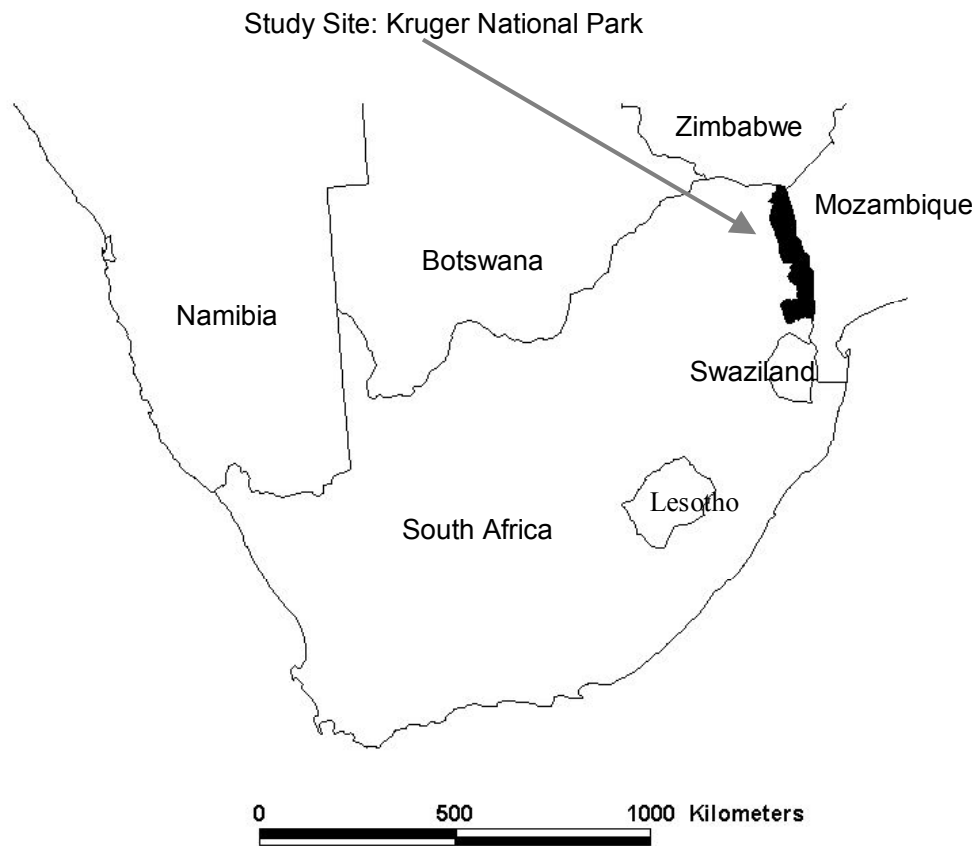 Study Site: Kruger National Park
Zimbabwe
Mozambique
Botswana
Namibia
Swaziland
Lesotho
South Africa
0 500 1000 Kilometers